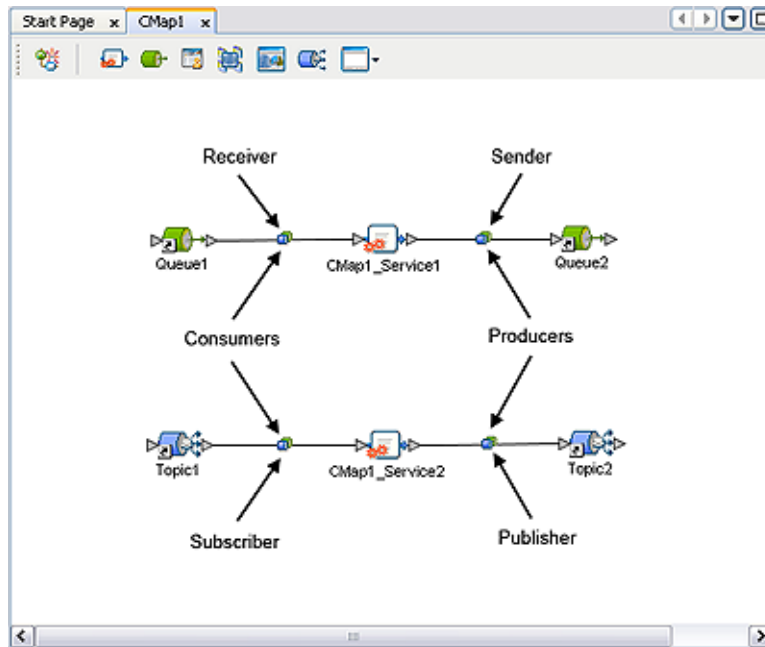 Start Page x CMap1 x
Receiver Sender
Queue1 CMap1_Service1 Queue2
Consumers Producers
Topic1 CMap1_Service2 Topic2
Subscriber Publisher